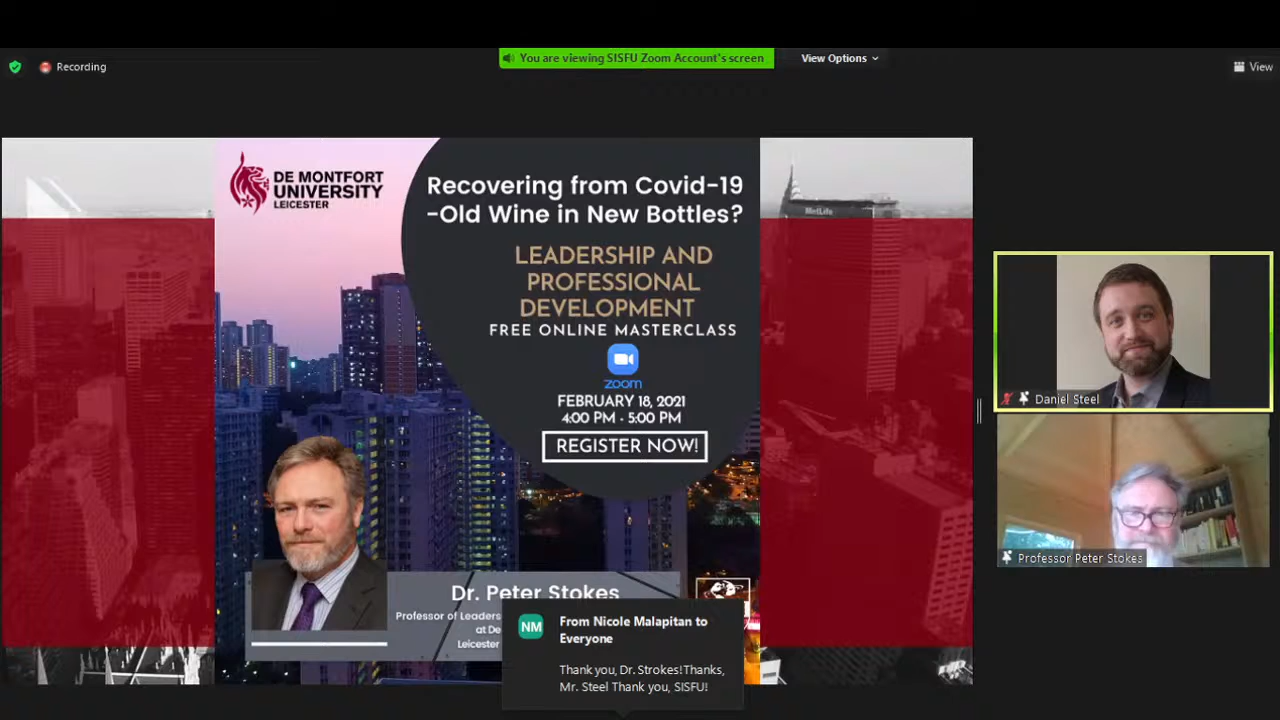 You are viewing SISFU Zoom Account's screen
View Options
Recording
View
DE MONTFORT
UNIVERSITY
LEICESTER
Recovering from Covid-19
-Old Wine in New Bottles?
LEADERSHIP AND
PROFESSIONAL
DEVELOPMENT
FREE ONLINE MASTERCLASS
zoom
FEBRUARY 18, 2021
4:00 PM - 5:00 PM
REGISTER NOW!
MetLife
Dr. Peter Stokes
Professor of Leaders
at De
Leicester
NM
From Nicole Malapitan to
Everyone
Thank you, Dr. Strokes!Thanks,
Mr. Steel Thank you, SISFU!
Daniel Steel
Professor Peter Stokes